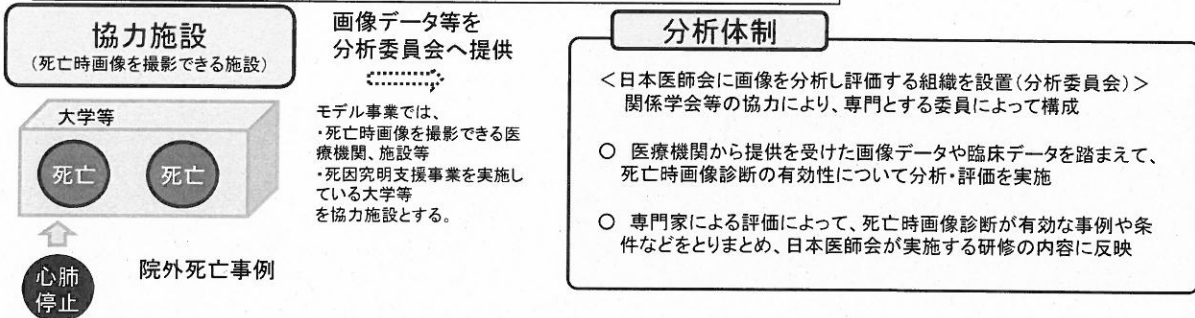 協力施設
(死亡時画像を撮影できる施設)
大学等
死亡
死亡
心肺
停止
院外死亡事例
画像データ等を
分析委員会へ提供
モデル事業では、
・死亡時画像を撮影できる医
療機関、施設等
・死因究明支援事業を実施し
ている大学等
を協力施設とする。
分析体制
<日本医師会に画像を分析し評価する組織を設置(分析委員会)>
関係学会等の協力により、専門とする委員によって構成
○ 医療機関から提供を受けた画像データや臨床データを踏まえて、
死亡時画像診断の有効性について分析・評価を実施
○ 専門家による評価によって、死亡時画像診断が有効な事例や条
件などをとりまとめ、日本医師会が実施する研修の内容に反映